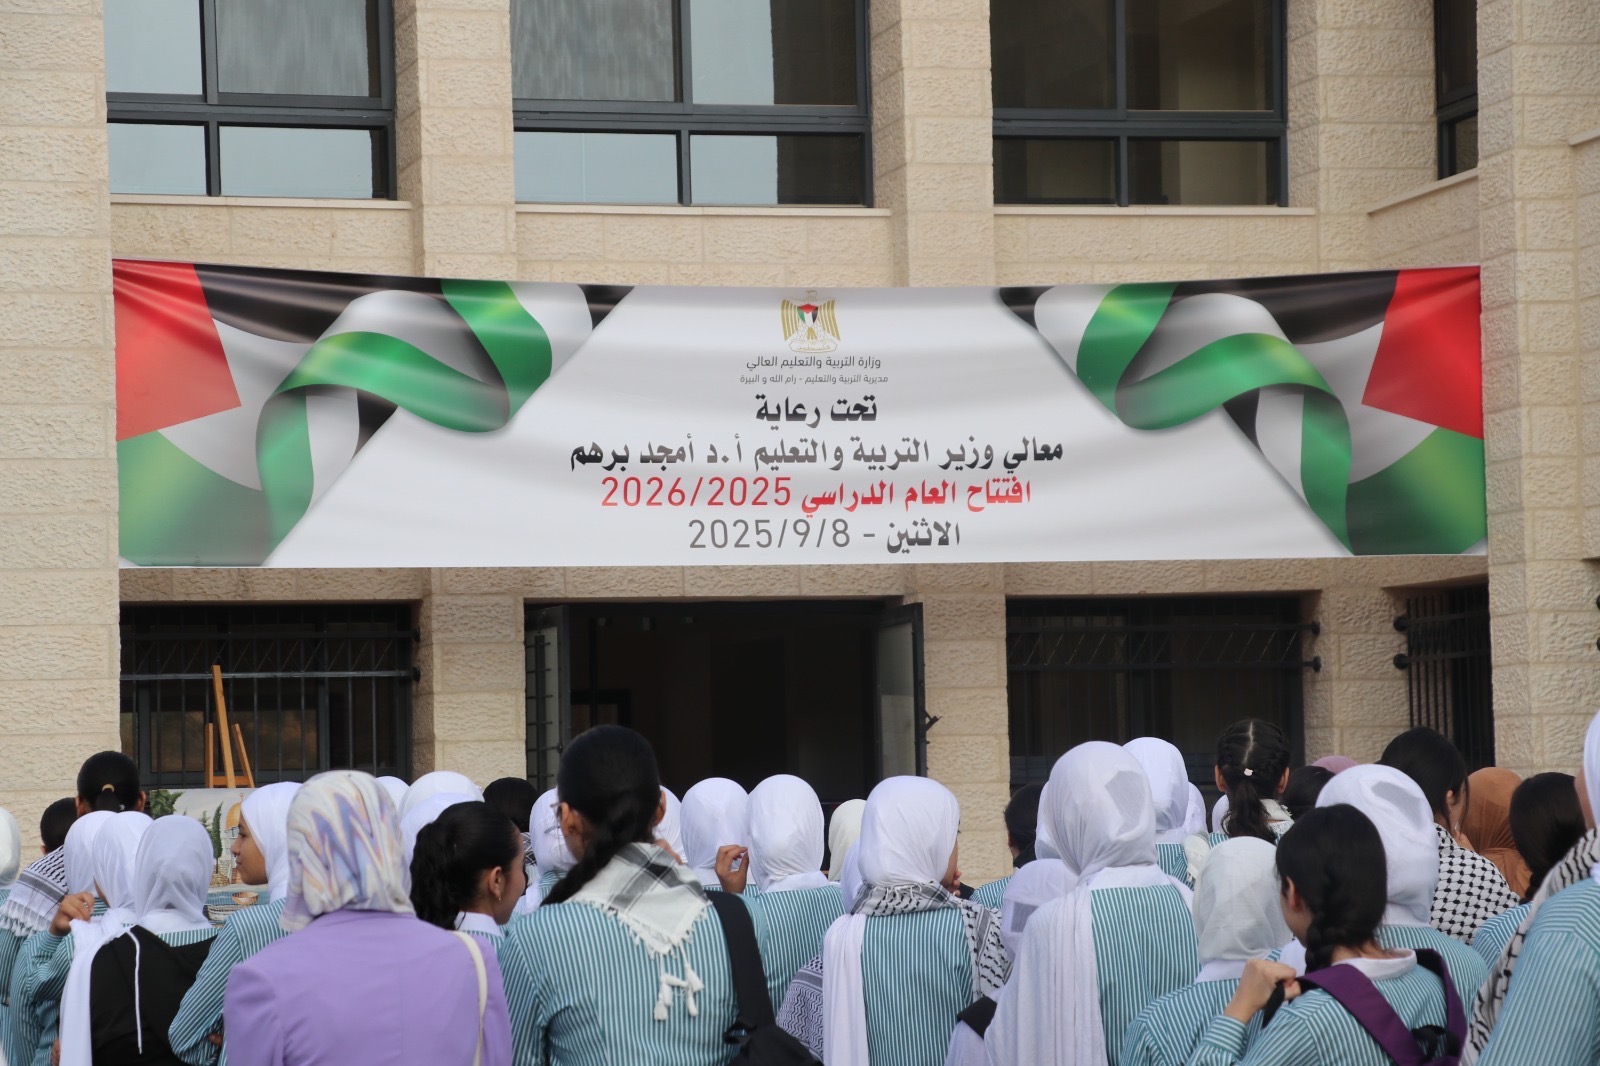 وزارة التربية والتعليم العالي
مديرية التربية والتعليم - رام الله و البيرة
تحت رعاية
معالي وزير التربية والتعليم أ.د أمجد برهم
افتتاح العام الدراسي 2026/2025
الاثنين - 2025/9/8